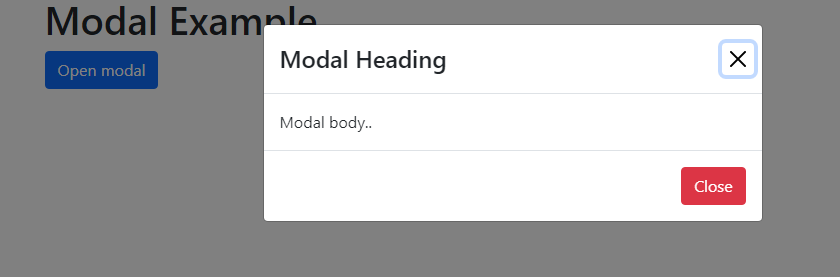 Modal Example
Open modal
Modal Heading
Modal body..
Close